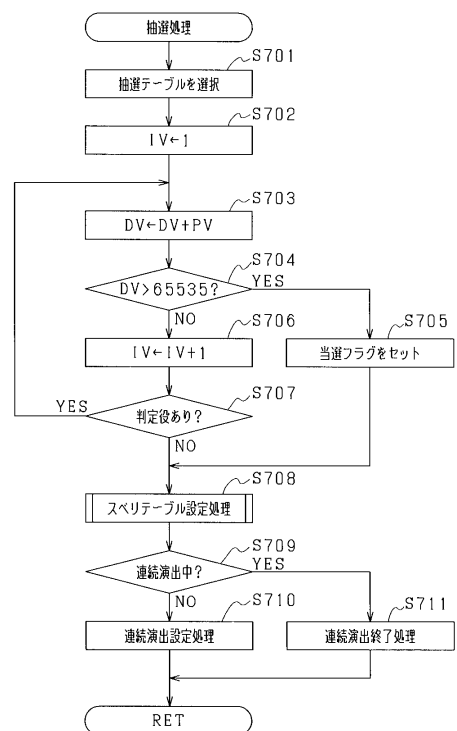 抽選処理
S701
抽選テーブルを選択
S702
IV←1
S703
DV←DV+PV
S704
DV>65535?
YES
NO
S706
S705
IV←IV+1
当選フラグをセット
S707
YES
判定役あり?
NO
S708
スベリテーブル設定処理
S709
連続演出中?
YES
NO
S710
S711
連続演出設定処理
連続演出終了処理
RET